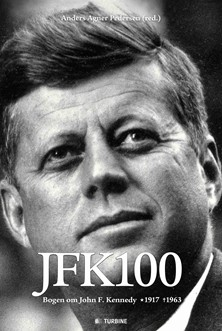 Anders Agner Pedersen (red.)
JFK100
Bogen om John F. Kennedy *1917 †1963
TURBINE